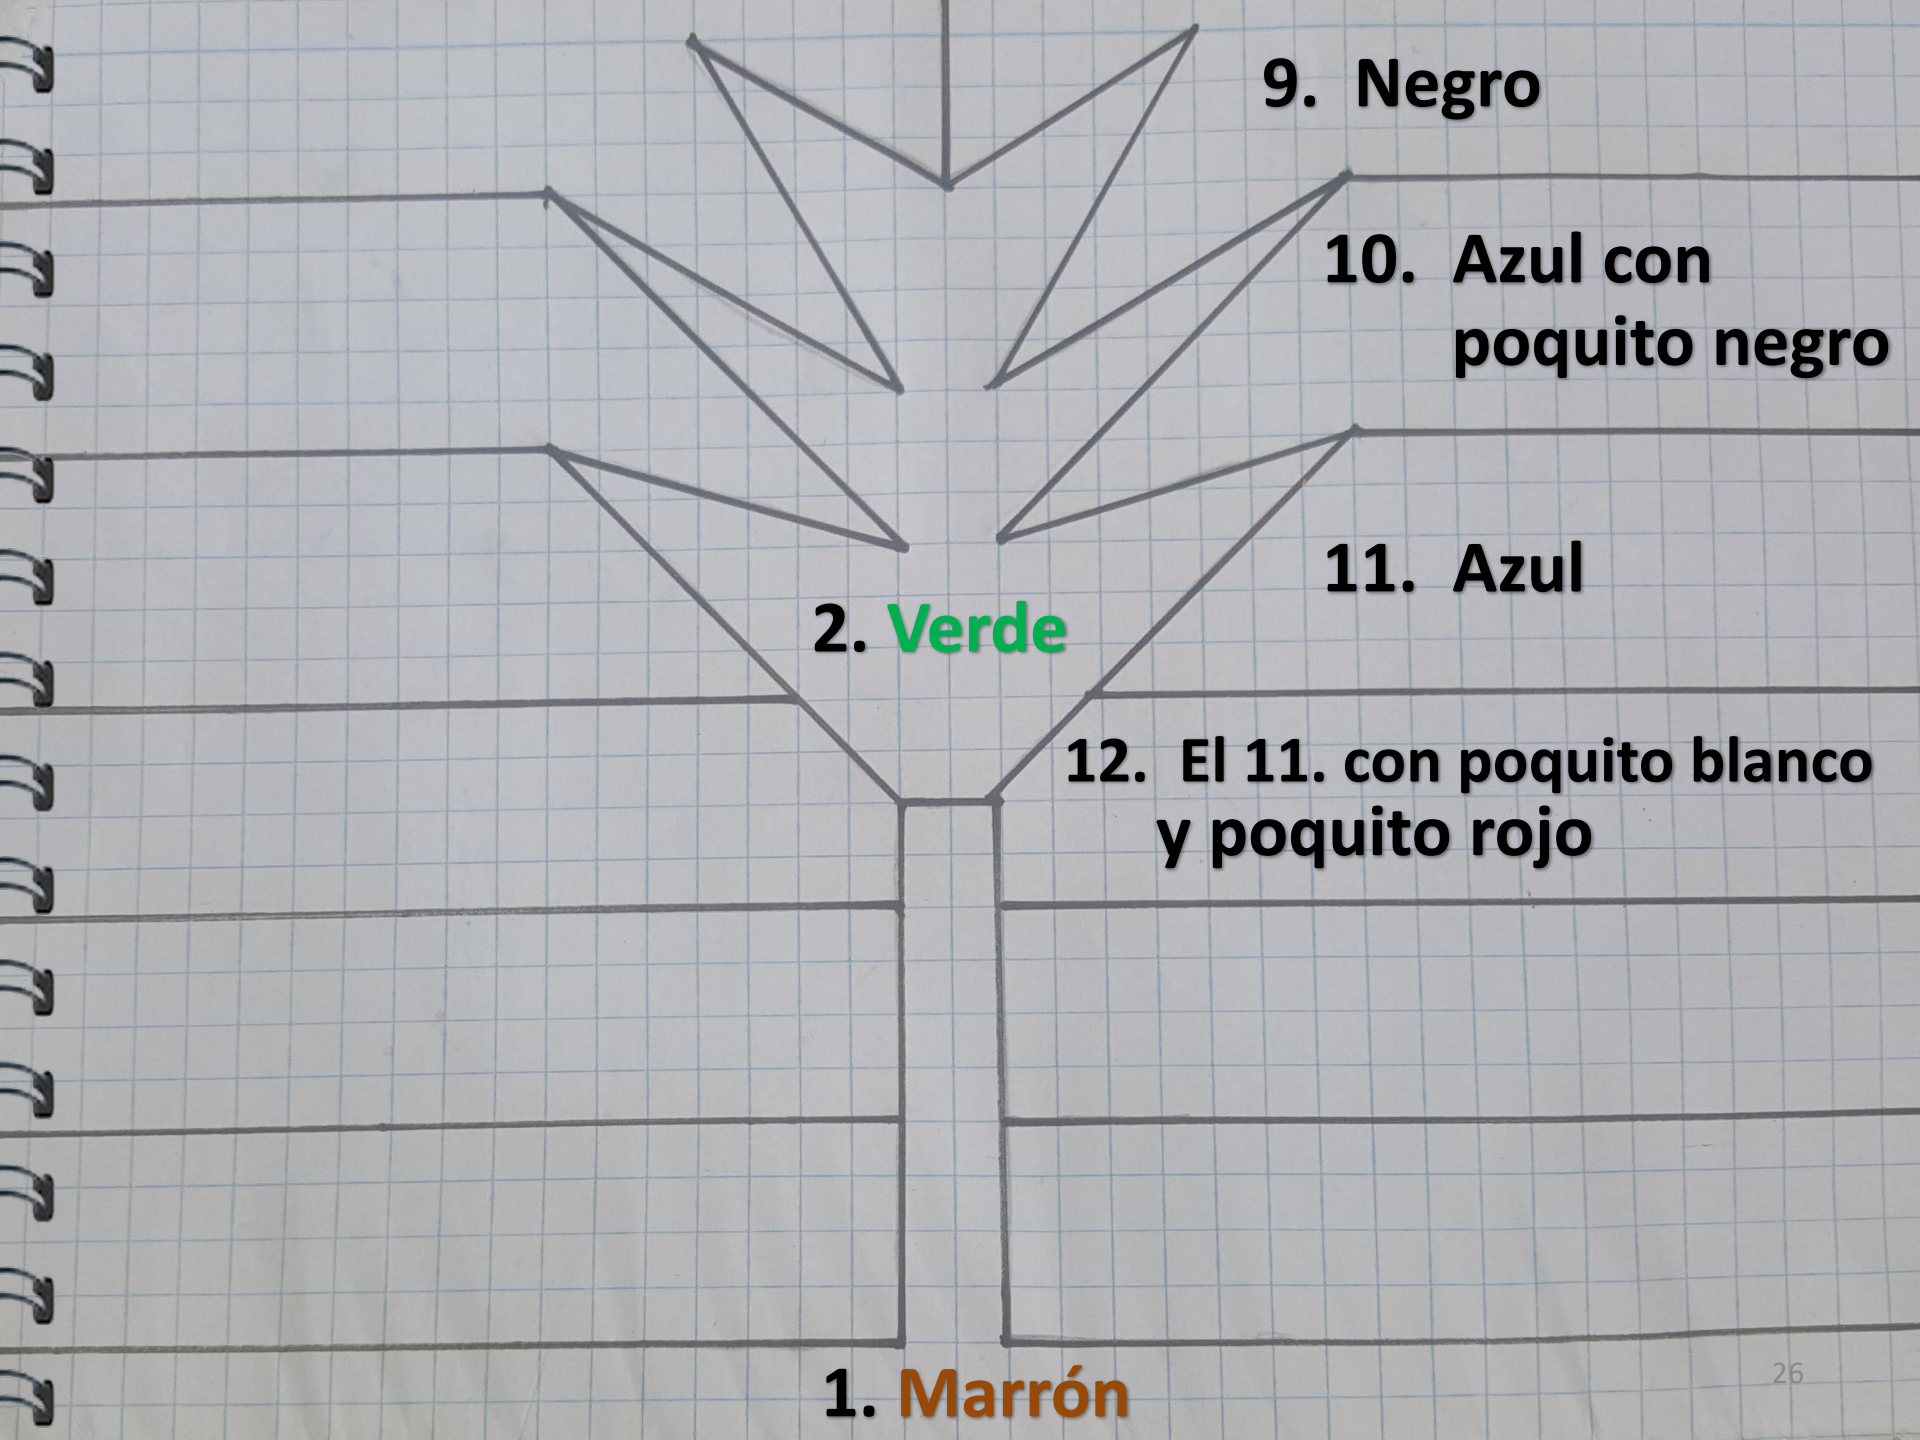 9. Negro
10. Azul con
poquito negro
11. Azul
2. Verde
12. El 11. con poquito blanco
y poquito rojo
26
1. Marrón